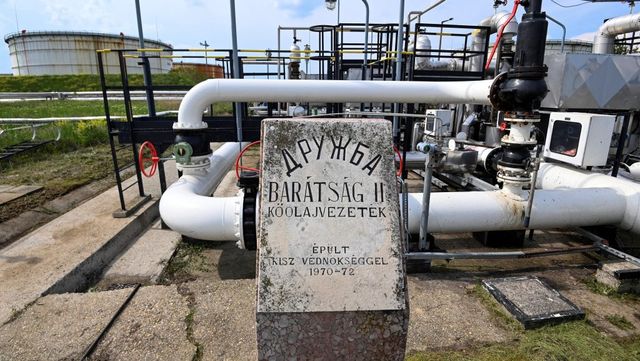 ДРУЖБА
BARÁTSÁG II
KŐOLAJVEZETÉK
ÉPÜLT
KISZ VÉDNÖKSÉGGEL
1970-72